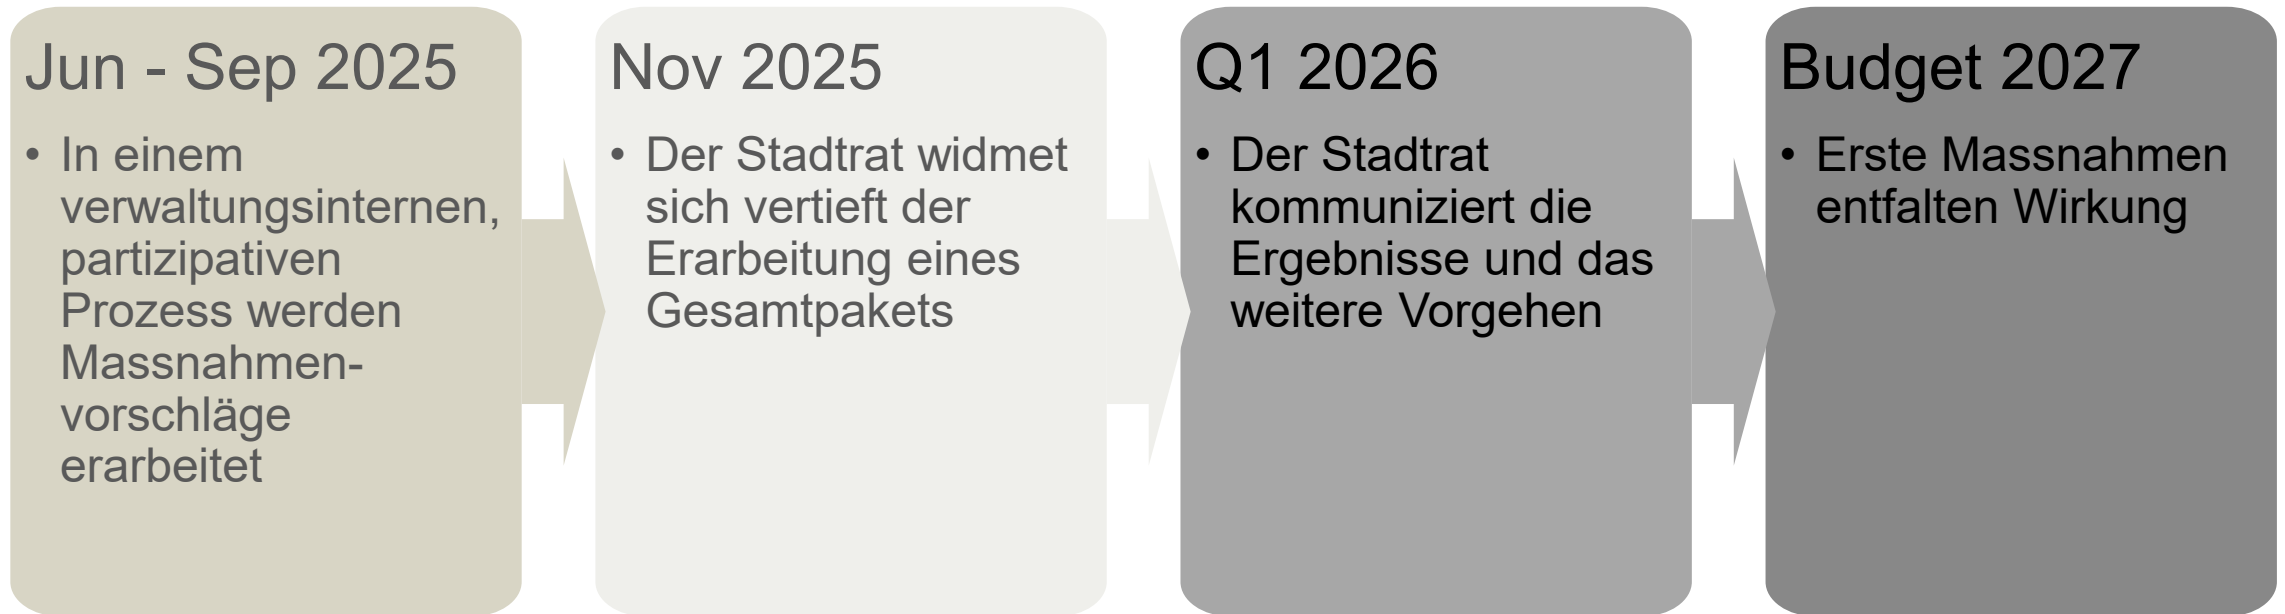 Jun - Sep 2025
• In einem
verwaltungsinternen,
partizipativen
Prozess werden
Massnahmen-
vorschläge
erarbeitet
Nov 2025
• Der Stadtrat widmet
sich vertieft der
Erarbeitung eines
Gesamtpakets
Q1 2026
• Der Stadtrat
kommuniziert die
Ergebnisse und das
weitere Vorgehen
Budget 2027
• Erste Massnahmen
entfalten Wirkung